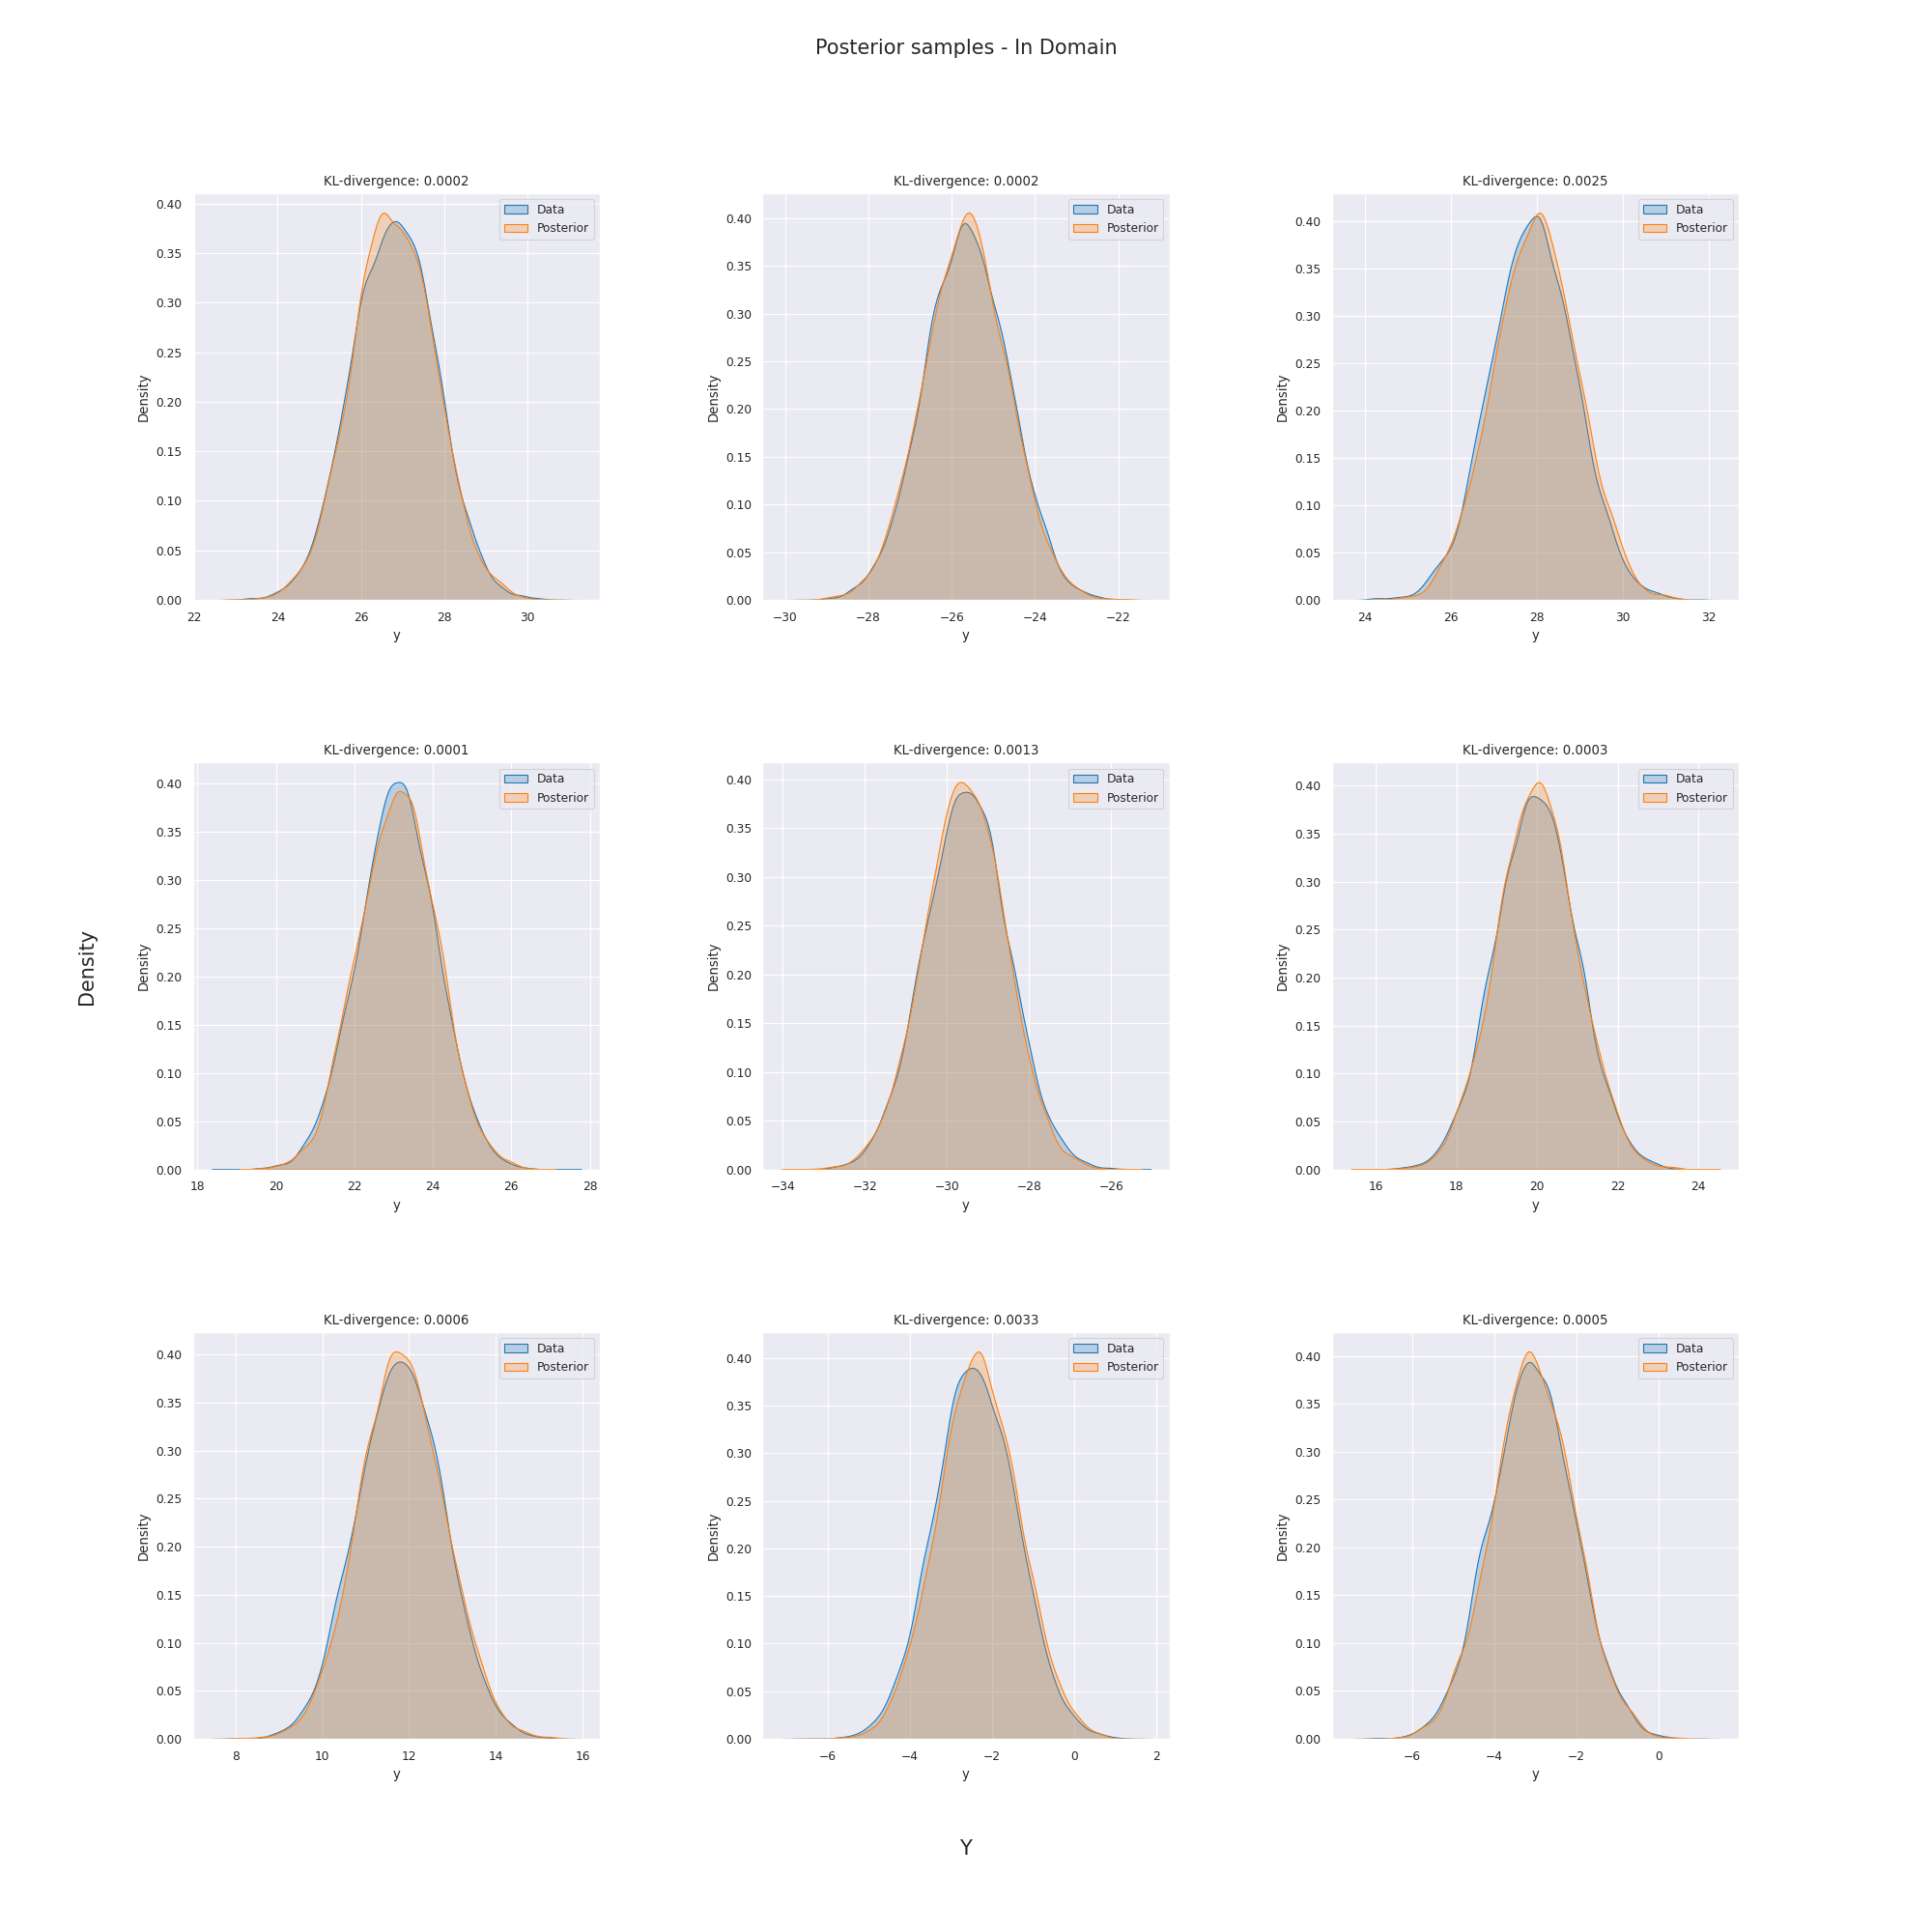 Posterior samples - In Domain
KL-divergence: 0.0002
Data
Posterior
0.40
0.35
0.30
0.25
0.20
0.15
0.10
0.05
0.00
Density
22 24 26 28 30
y
KL-divergence: 0.0002
Data
Posterior
0.40
0.35
0.30
0.25
0.20
0.15
0.10
0.05
0.00
Density
−30 −28 −26 −24 −22
y
KL-divergence: 0.0025
Data
Posterior
0.40
0.35
0.30
0.25
0.20
0.15
0.10
0.05
0.00
Density
24 26 28 30 32
y
Density
KL-divergence: 0.0001
Data
Posterior
0.40
0.35
0.30
0.25
0.20
0.15
0.10
0.05
0.00
Density
18 20 22 24 26 28
y
KL-divergence: 0.0013
Data
Posterior
0.40
0.35
0.30
0.25
0.20
0.15
0.10
0.05
0.00
Density
−34 −32 −30 −28 −26
y
KL-divergence: 0.0003
Data
Posterior
0.40
0.35
0.30
0.25
0.20
0.15
0.10
0.05
0.00
Density
16 18 20 22 24
y
KL-divergence: 0.0006
Data
Posterior
0.40
0.35
0.30
0.25
0.20
0.15
0.10
0.05
0.00
Density
8 10 12 14 16
y
KL-divergence: 0.0033
Data
Posterior
0.40
0.35
0.30
0.25
0.20
0.15
0.10
0.05
0.00
Density
−6 −4 −2 0 2
y
KL-divergence: 0.0005
Data
Posterior
0.40
0.35
0.30
0.25
0.20
0.15
0.10
0.05
0.00
Density
−6 −4 −2 0
y
Y